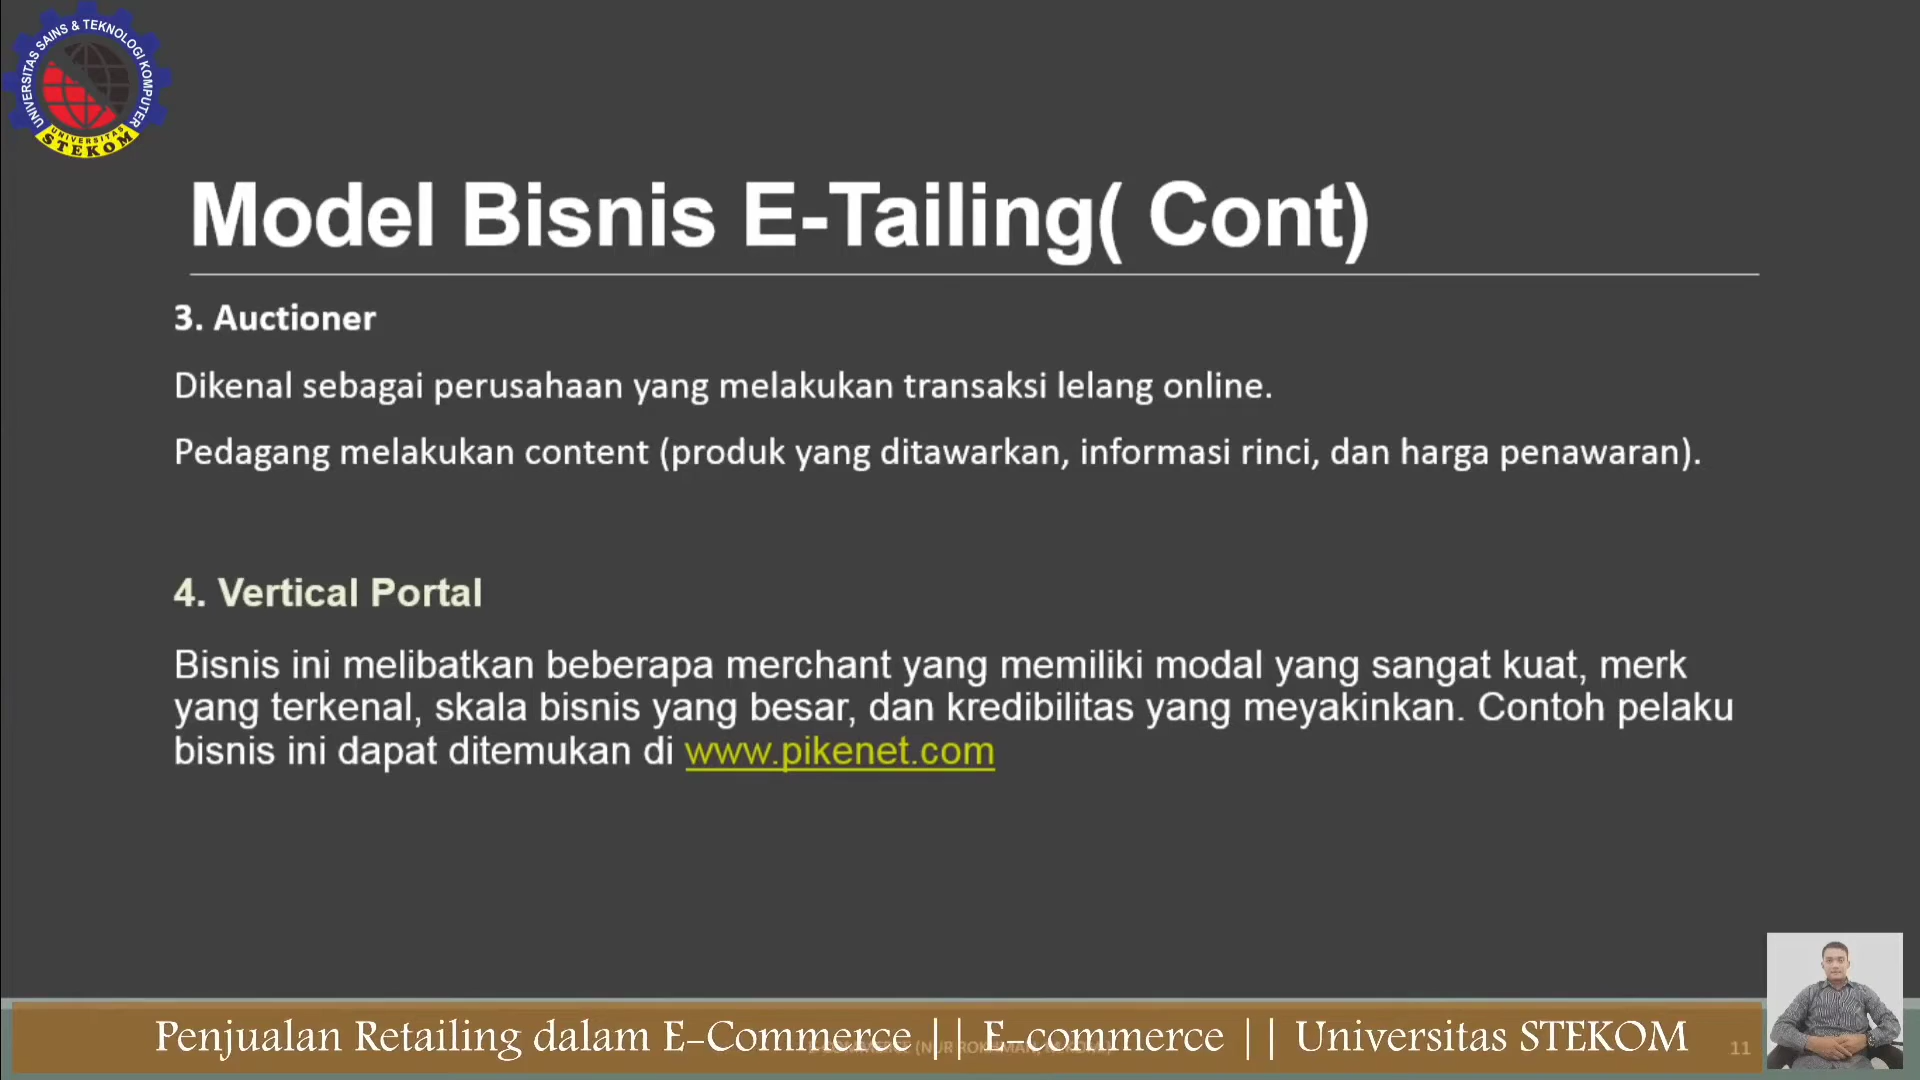 UNIVERSITAS SAINS & TEKNOLOGI KOMPUTER
UNIVERSITAS
STEKOM
Model Bisnis E-Tailing( Cont)
3. Auctioner
Dikenal sebagai perusahaan yang melakukan transaksi lelang online.
Pedagang melakukan content (produk yang ditawarkan, informasi rinci, dan harga penawaran).
4. Vertical Portal
Bisnis ini melibatkan beberapa merchant yang memiliki modal yang sangat kuat, merk
yang terkenal, skala bisnis yang besar, dan kredibilitas yang meyakinkan. Contoh pelaku
bisnis ini dapat ditemukan di www.pikenet.com
Penjualan Retailing dalam E-Commerce || E-commerce || Universitas STEKOM
11